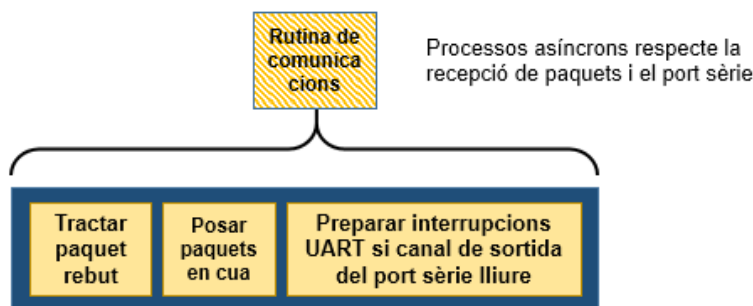 Rutina de
comunica
cions
Processos asíncrons respecte la
recepció de paquets i el port sèrie
Tractar
paquet
rebut
Posar
paquets
en cua
Preparar interrupcions
UART si canal de sortida
del port sèrie lliure